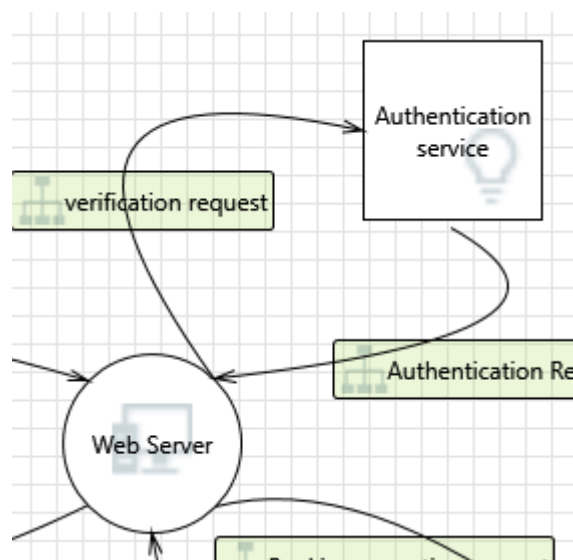 Authentication
service
verification request
Authentication Re
Web Server